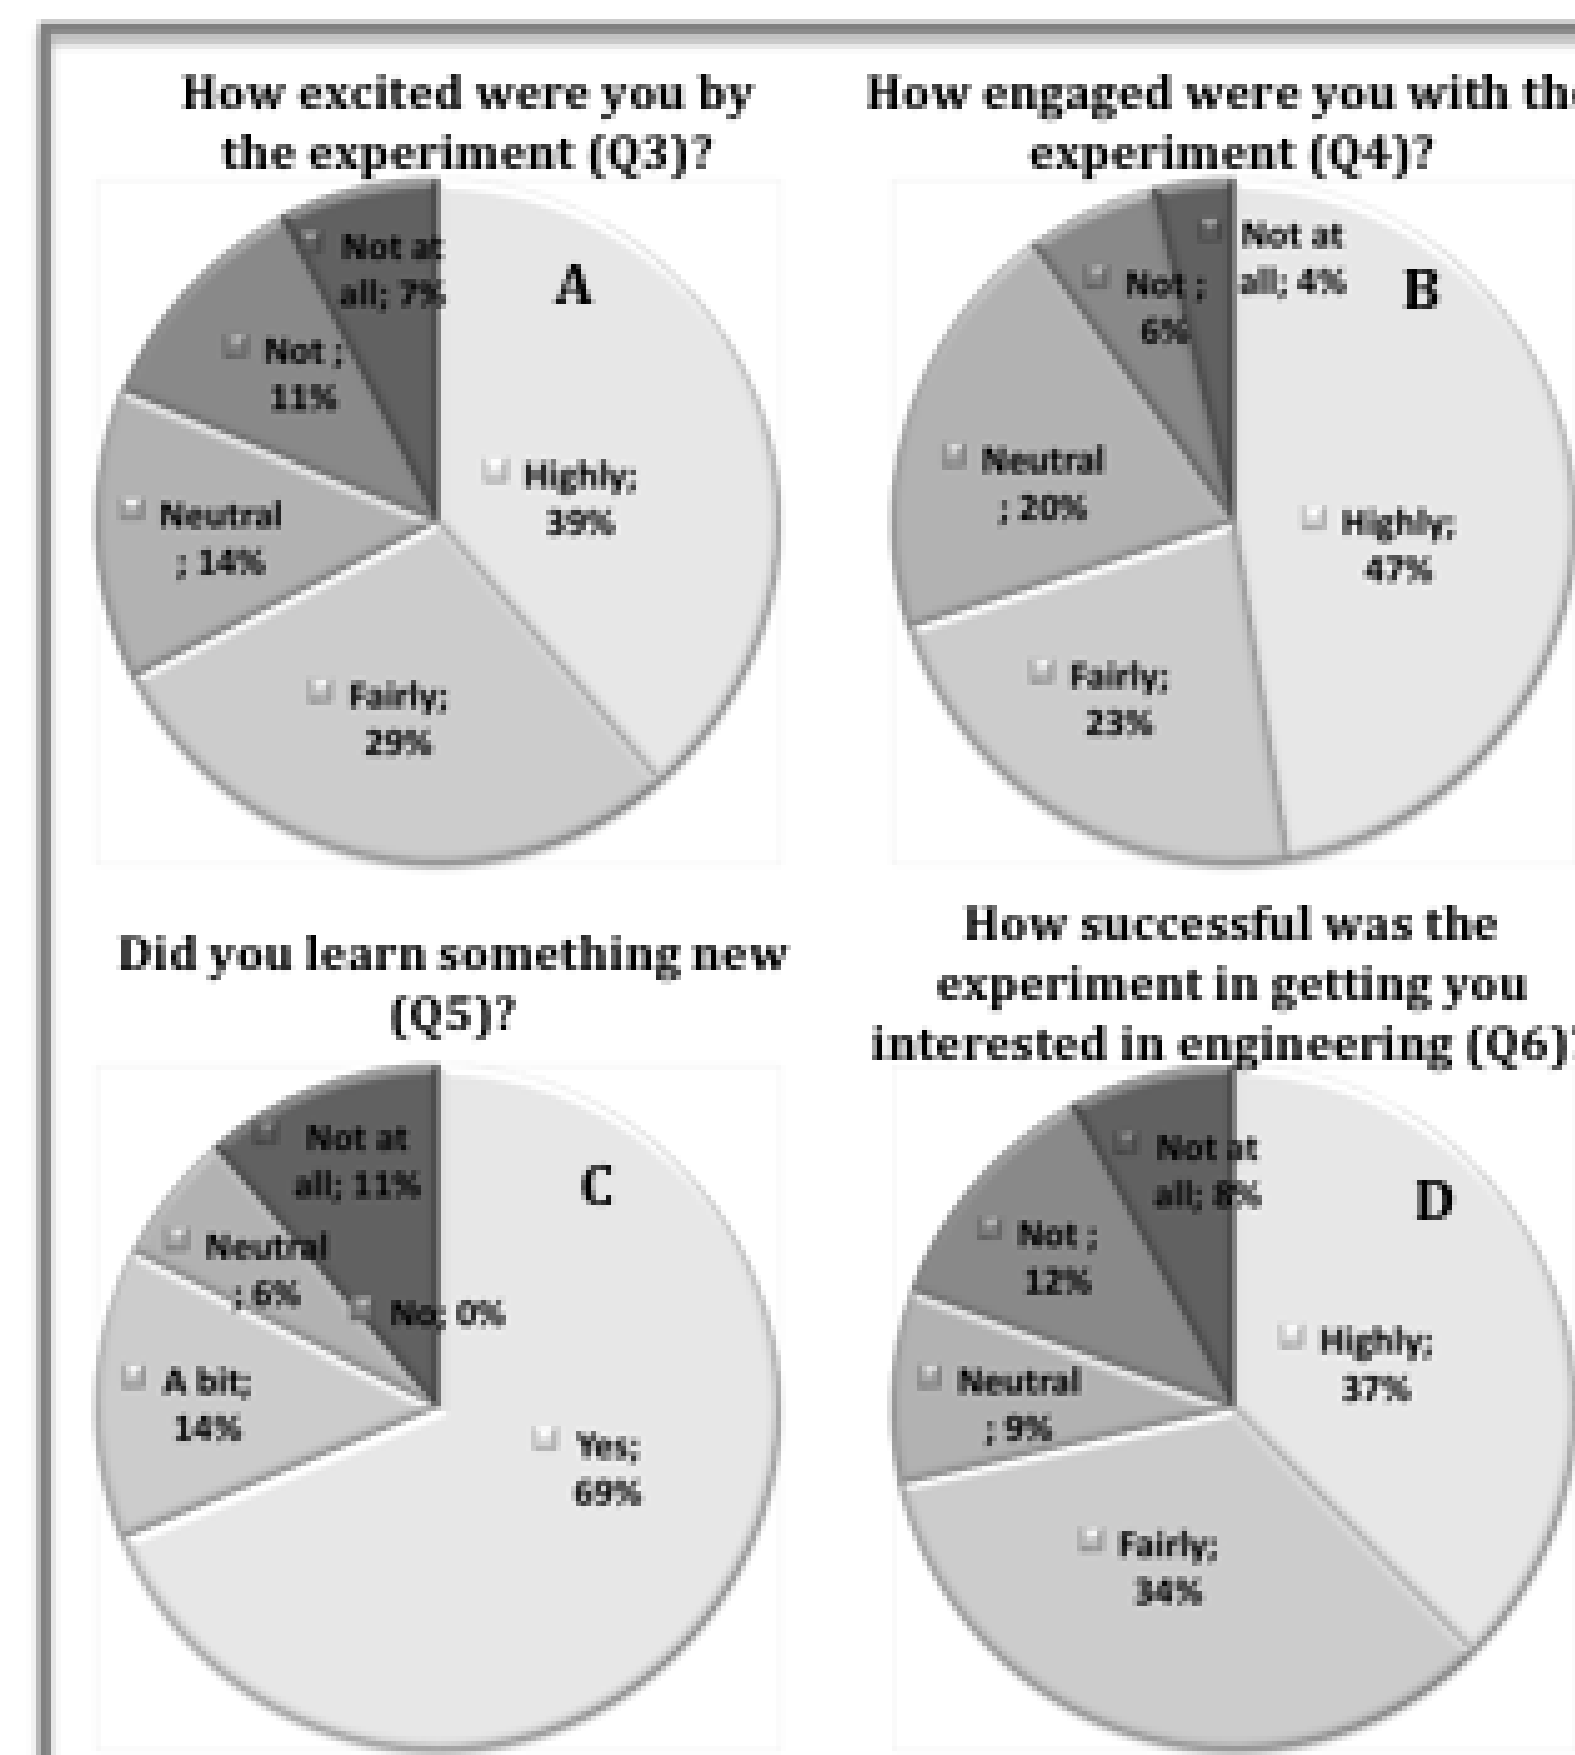 How excited were you by
the experiment (Q3)?
Not at
all; 7%
A
Not ;
11%
Highly;
39%
Neutral
; 14%
Fairly;
29%
How engaged were you with the
experiment (Q4)?
Not at
all; 4%
B
Not ;
6%
Neutral
; 20%
Highly;
47%
Fairly;
23%
Did you learn something new
(Q5)?
Not at
all; 11%
C
Neutral
; 6%
No; 0%
A bit;
14%
Yes;
69%
How successful was the
experiment in getting you
interested in engineering (Q6)?
Not at
all; 8%
D
Not ;
12%
Highly;
37%
Neutral
; 9%
Fairly;
34%